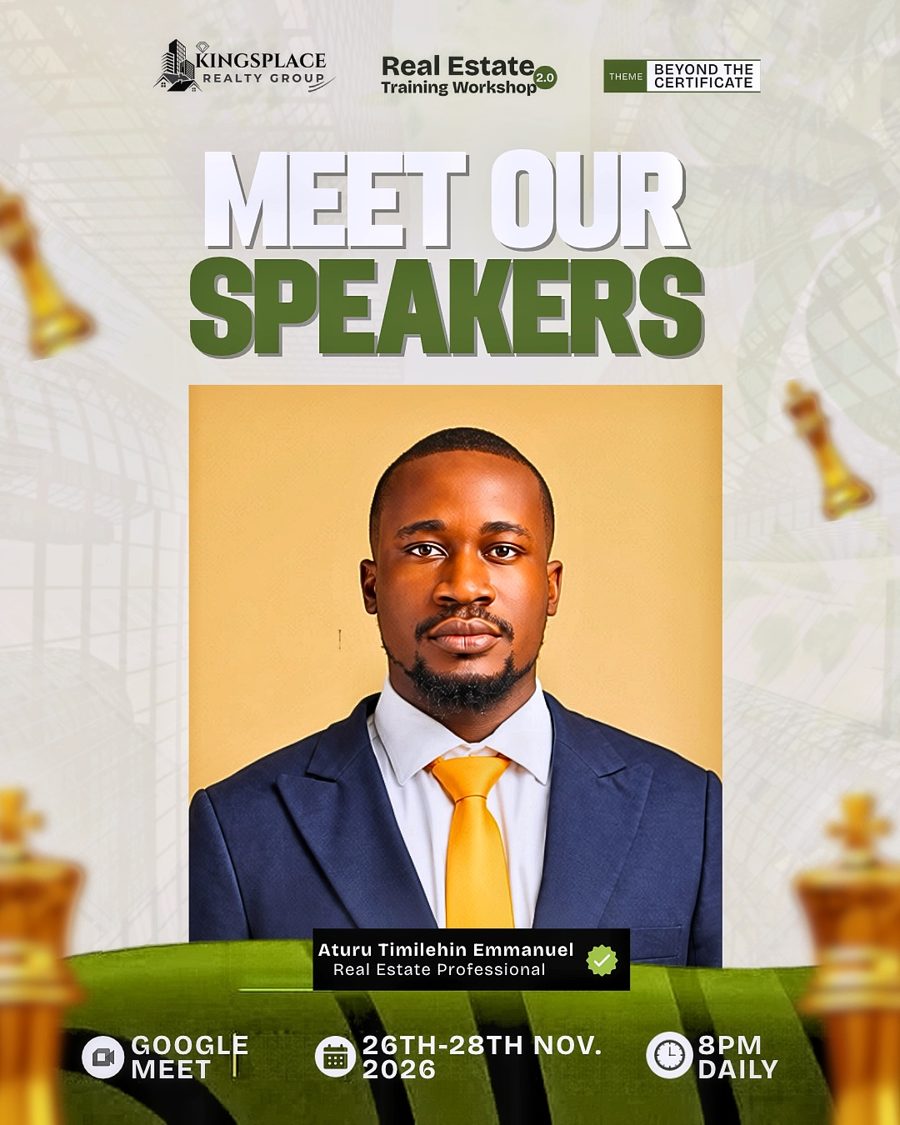 KINGSPLACE
REALTY GROUP
Real Estate
Training Workshop 2.0
THEME
BEYOND THE
CERTIFICATE
MEET OUR
SPEAKERS
Aturu Timilehin Emmanuel
Real Estate Professional
GOOGLE
MEET
26TH-28TH NOV.
2026
8PM
DAILY